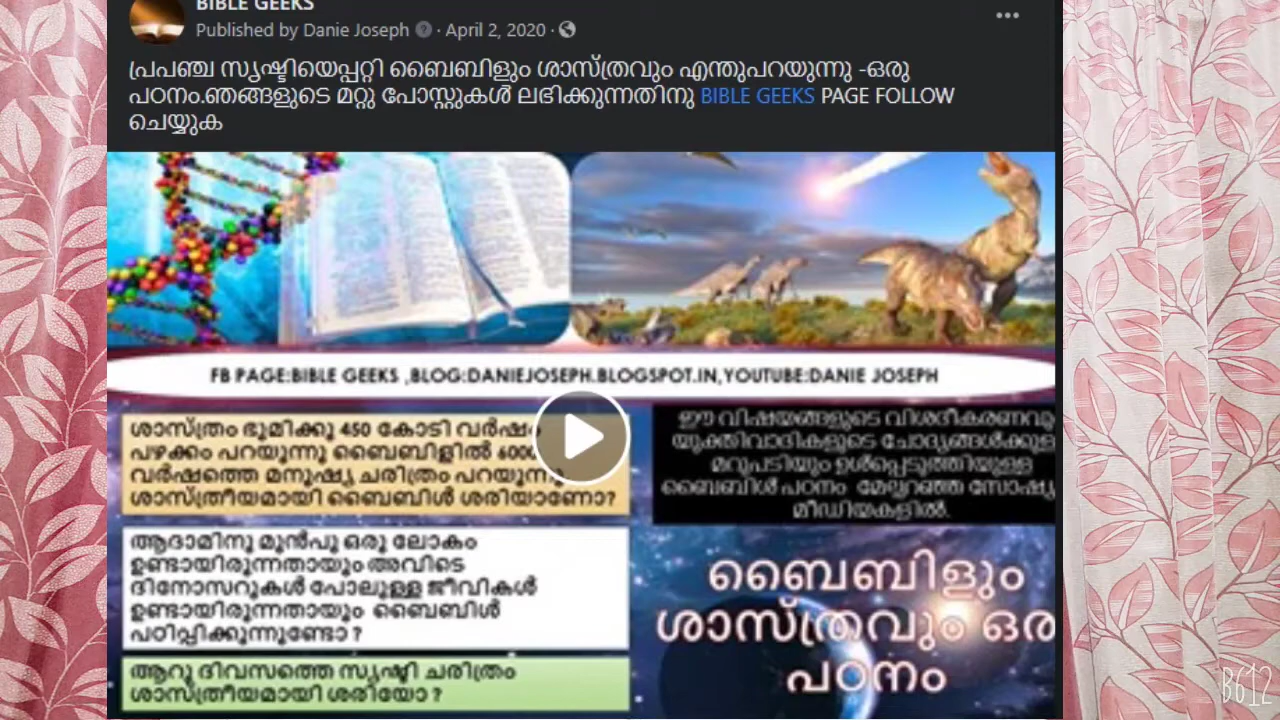 BIBLE GEEKS
Published by Danie Joseph · April 2, 2020 ·
പ്രപഞ്ച സൃഷ്ടിയെപ്പറ്റി ബൈബിളും ശാസ്ത്രവും എന്തുപറയുന്നു -ഒരു
പഠനം.ഞങ്ങളുടെ മറ്റു പോസ്റ്റുകൾ ലഭിക്കുന്നതിനു BIBLE GEEKS PAGE FOLLOW
ചെയ്യുക
FB PAGE:BIBLE GEEKS ,BLOG:DANIEJOSEPH.BLOGSPOT.IN,YOUTUBE:DANIE JOSEPH
ശാസ്ത്രം ഭൂമിക്കു 450 കോടി വർഷം
പഴക്കം പറയുന്നു ബൈബിളിൽ
വർഷത്തെ മനുഷ്യ ചരിത്രം പറയുന്നു
ശാസ്ത്രീയമായി ബൈബിൾ ശരിയാണോ?
ആദാമിനു മുൻപു ഒരു ലോകം
ഉണ്ടായിരുന്നതായും അവിടെ
ദിനോസറുകൾ പോലുള്ള ജീവികൾ
ഉണ്ടായിരുന്നതായും ബൈബിൾ
പഠിപ്പിക്കുന്നുണ്ടോ ?
ആറു ദിവസത്തെ സൃഷ്ടി ചരിത്രം
ശാസ്ത്രീയമായി ശരിയോ ?
ഈ വിഷയങ്ങളുടെ വിശദീകരണവു
യുക്തിവാദികളുടെ ചോദ്യങ്ങൾക്കുള
മറുപടിയും ഉൾപ്പെടുത്തിയുള്ള
ബൈബിൾ പഠനം മേല്പറഞ്ഞ സോഷ്യ
മീഡിയകളിൽ.
ബൈബിളും
ശാസ്ത്രവും ഒര
പഠനം
B612